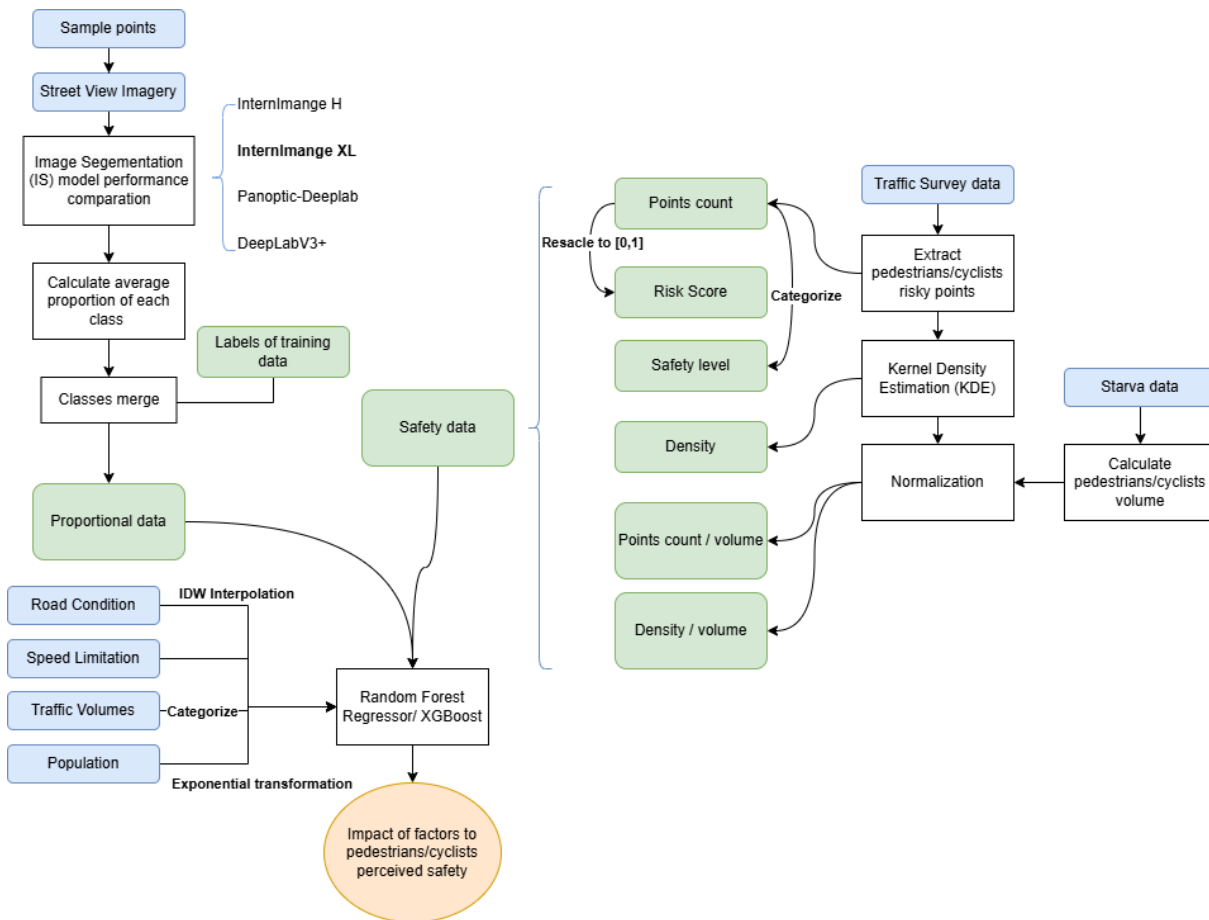 Sample points
Street View Imagery
Image Segementation
(IS) model performance
comparation
InternImange H
InternImange XL
Panoptic-Deeplab
DeepLabV3+
Calculate average
proportion of each
class
Labels of training
data
Classes merge
Proportional data
Safety data
Road Condition
IDW Interpolation
Speed Limitation
Traffic Volumes
Categorize
Population
Exponential transformation
Random Forest
Regressor/ XGBoost
Impact of factors to
pedestrians/cyclists
perceived safety
Points count
Resacle to [0,1]
Risk Score
Categorize
Safety level
Density
Points count / volume
Density / volume
Traffic Survey data
Extract
pedestrians/cyclists
risky points
Kernel Density
Estimation (KDE)
Normalization
Starva data
Calculate
pedestrians/cyclists
volume